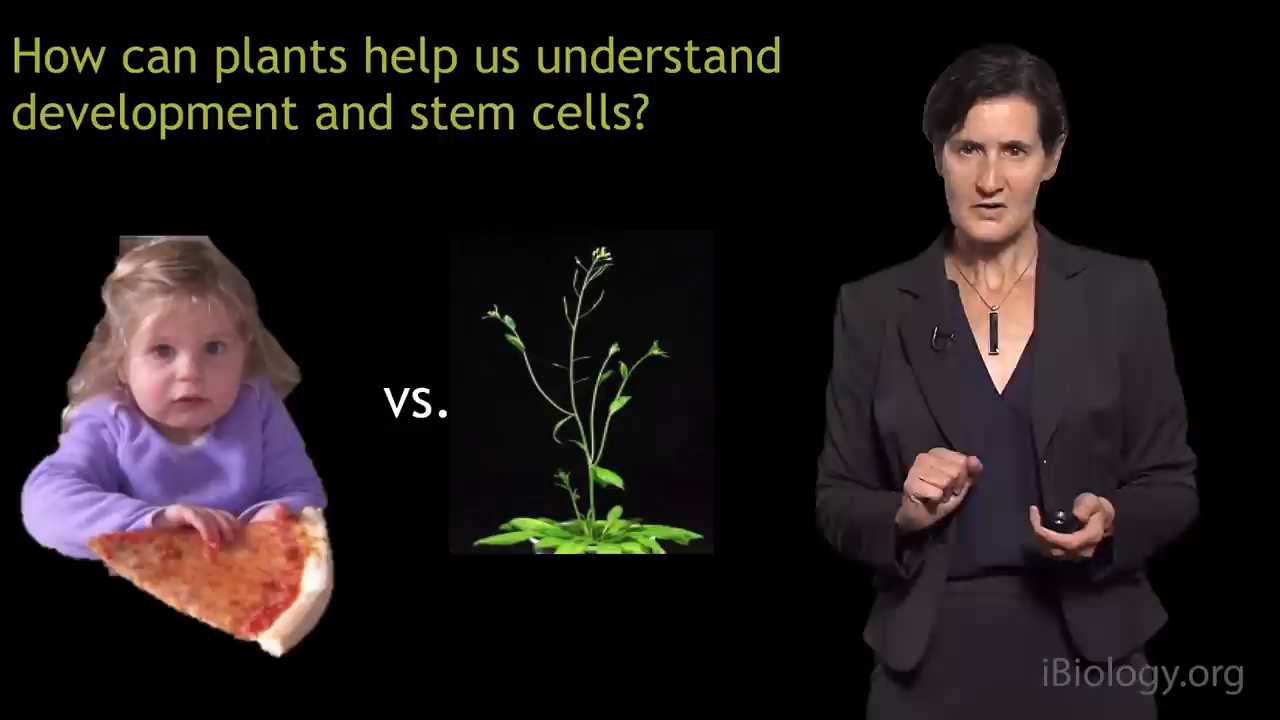 How can plants help us understand
development and stem cells?
vs.
iBiology.org